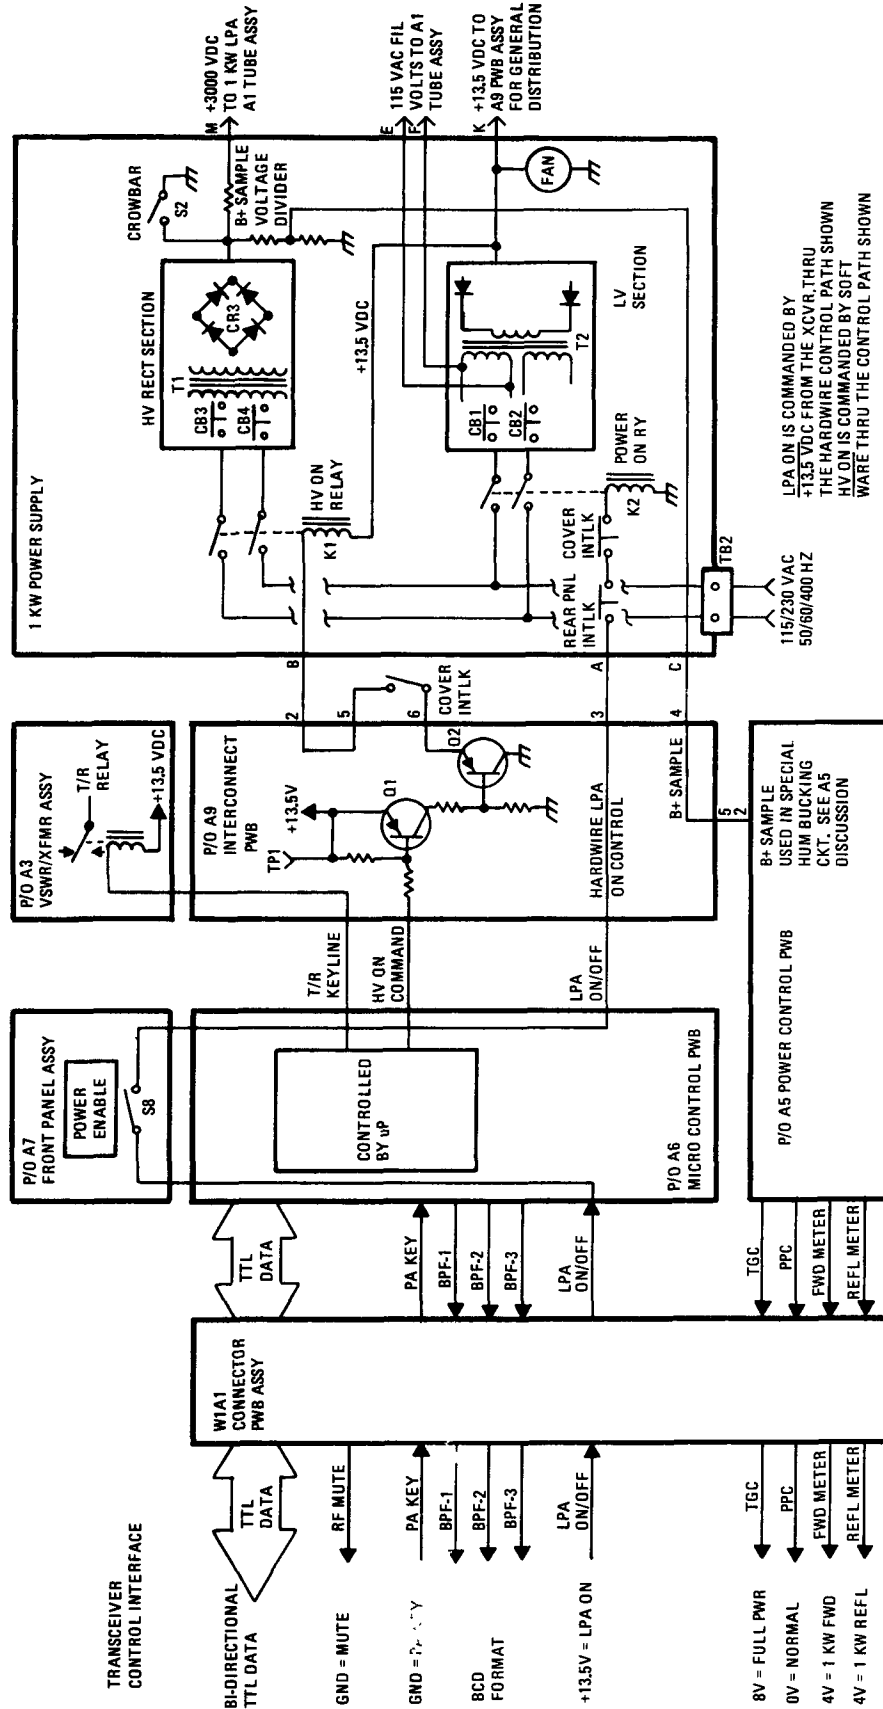 TRANSCEIVER
CONTROL INTERFACE
BI-DIRECTIONAL
TTL DATA
GND = MUTE
GND =
BCD
FORMAT
+13.5V = LPA ON
8V = FULL PWR
0V = NORMAL
4V = 1 KW FWD
4V = 1 KW REFL
TTL
DATA
RF MUTE
PA KEY
BPF-1
BPF-2
BPF-3
LPA
ON/OFF
TGC
PPC
FWD METER
REFL METER
W1A1
CONNECTOR
PWB ASSY
TTL
DATA
PA KEY
BPF-1
BPF-2
BPF-3
LPA
ON/OFF
TGC
PPC
FWD METER
REFL METER
P/O A7
FRONT PANEL ASSY
POWER
ENABLE
S8
CONTROLLED
BY uP
P/O A6
MICRO CONTROL PWB
T/R
KEYLINE
HV ON
COMMAND
LPA
ON/OFF
P/O A3
VSWR/XFMR ASSY
T/R
RELAY
+13.5 VDC
P/O A9
INTERCONNECT
PWB
TP1
+13.5V
Q1
Q2
HARDWIRE LPA
ON CONTROL
B+ SAMPLE
2
5
6
3
4
COVER
INTLK
5
2
B+ SAMPLE
USED IN SPECIAL
HUM BUCKING
CKT. SEE A5
DISCUSSION
P/O A5 POWER CONTROL PWB
1 KW POWER SUPPLY
B
A
C
HV RECT SECTION
T1
CR3
CB3
CB4
HV ON
RELAY
K1
CROWBAR
S2
B+ SAMPLE
VOLTAGE
DIVIDER
+13.5 VDC
CB1
CB2
T2
LV
SECTION
POWER
ON RY
K2
COVER
INTLK
REAR PNL
INTLK
FAN
TB2
115/230 VAC
50/60/400 HZ
M
+3000 VDC
TO 1 KW LPA
A1 TUBE ASSY
E
F
115 VAC FIL
VOLTS TO A1
TUBE ASSY
K
+13.5 VDC TO
A9 PWB ASSY
FOR GENERAL
DISTRIBUTION
LPA ON IS COMMANDED BY
+13.5 VDC FROM THE XCVR, THRU
THE HARDWIRE CONTROL PATH SHOWN
HV ON IS COMMANDED BY SOFT
WARE THRU THE CONTROL PATH SHOWN